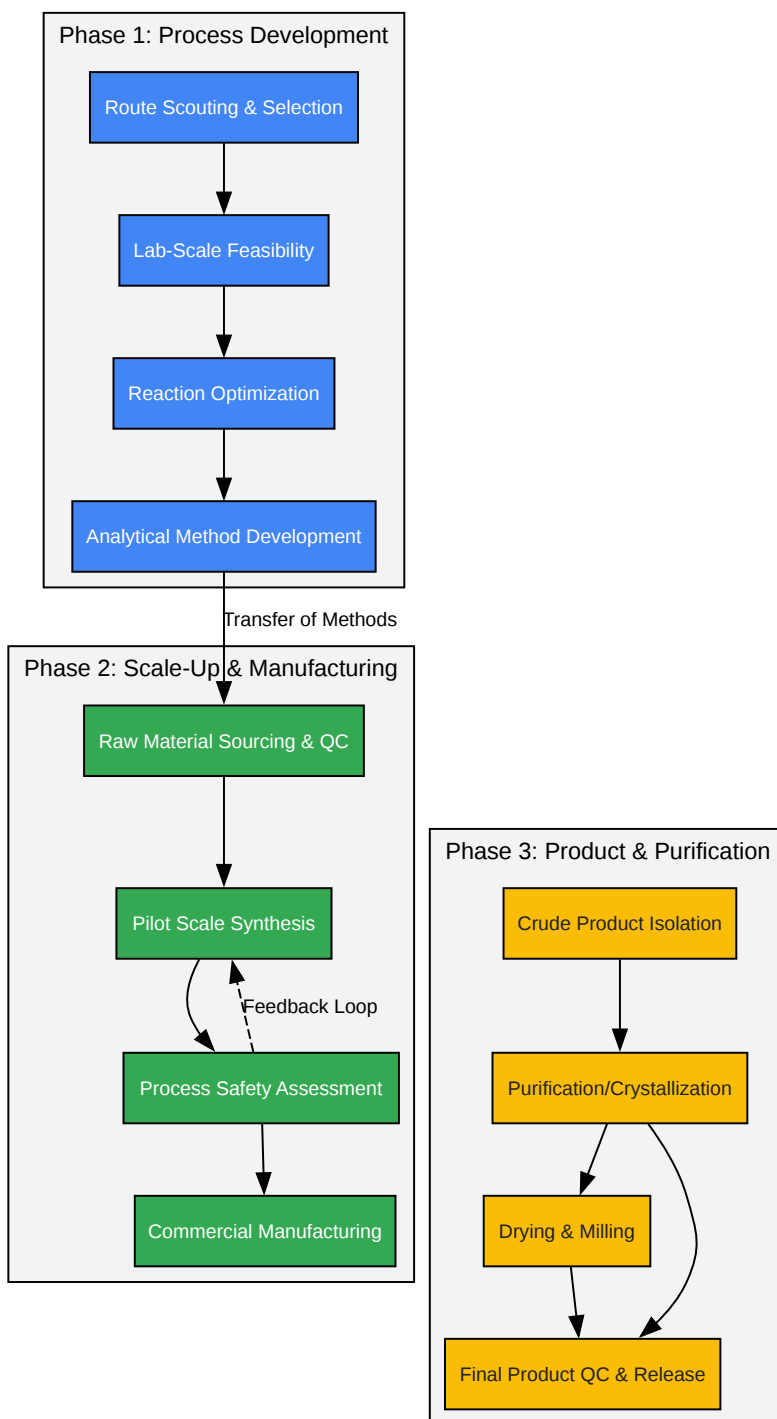 Phase 1: Process Development
Route Scouting & Selection
Lab-Scale Feasibility
Reaction Optimization
Analytical Method Development
Transfer of Methods
Phase 2: Scale-Up & Manufacturing
Raw Material Sourcing & QC
Pilot Scale Synthesis
Feedback Loop
Process Safety Assessment
Commercial Manufacturing
Phase 3: Product & Purification
Crude Product Isolation
Purification/Crystallization
Drying & Milling
Final Product QC & Release